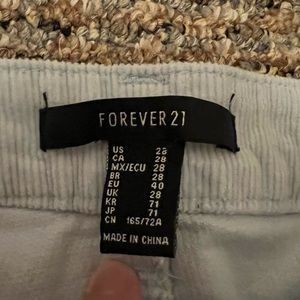 FOREVER 21
US 28
CA 28
MX/ECU 28
BR 28
EU 40
UK 28
KR 71
JP 71
CN 165/72A
MADE IN CHINA